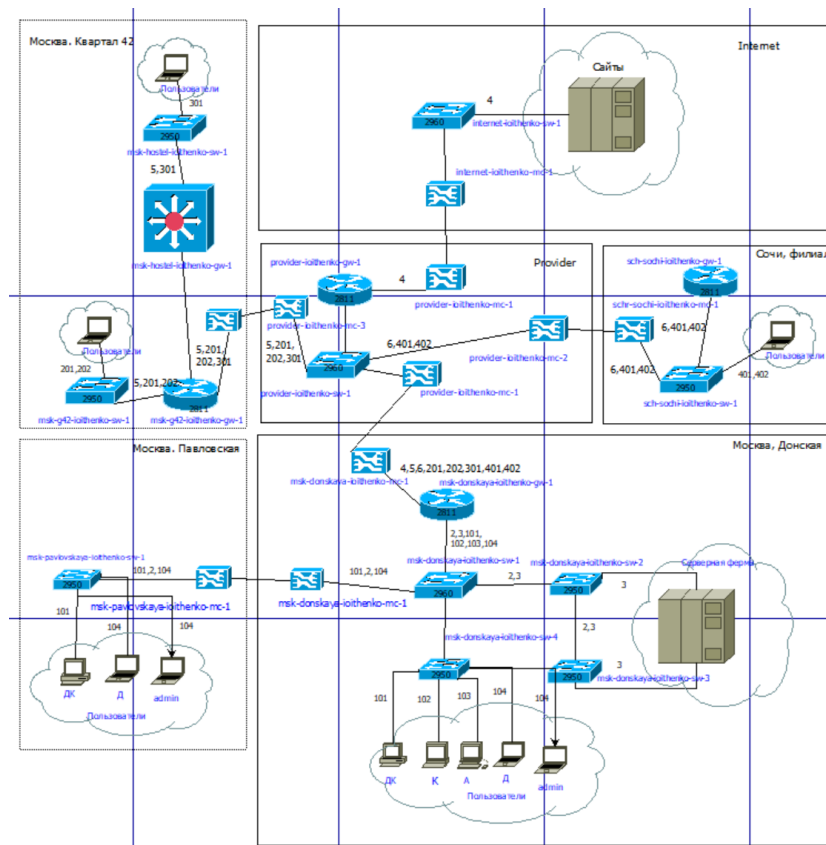 Москва. Квартал 42
Internet
Сайты
Пользователи
301
4
2950
msk-hostel-ioithenko-sw-1
2960
internet-ioithenko-sw-1
5,301
internet-ioithenko-mc-1
msk-hostel-ioithenko-gw-1
provider-ioithenko-gw-1
Provider
sch-sochi-ioithenko-gw-1
Сочи, филиал
4
2811
provider-ioithenko-mc-1
2811
schr-sochi-ioithenko-mc-1
provider-ioithenko-mc-3
6,401,402
Пользователи
5,201,
202,301
5,201,
202,301
6,401,402
provider-ioithenko-mc-2
Пользователи
201,202
5,201,202,
2960
6,401,402
401,402
2950
msk-g42-ioithenko-sw-1
2811
msk-g42-ioithenko-gw-1
provider-ioithenko-sw-1
provider-ioithenko-mc-1
2950
sch-sochi-ioithenko-sw-1
Москва. Павловская
Москва, Донская
4,5,6,201,202,301,401,402
msk-donskaya-ioithenko-mc-1
msk-donskaya-ioithenko-gw-1
2811
2,3,101,
102,103,104
msk-pavlovskaya-ioithenko-sw-1
msk-donskaya-ioithenko-sw-1
msk-donskaya-ioithenko-sw-2
Серверная ферма
2950
101,2,104
101,2,104
2960
2,3
2950
3
msk-pavlovskaya-ioithenko-mc-1
msk-donskaya-ioithenko-mc-1
101
104
104
2,3
msk-donskaya-ioithenko-sw-4
2950
2950
3
msk-donskaya-ioithenko-sw-3
ДК
Д
admin
Пользователи
101
102
103
104
104
ДК
К
А
Д
admin
Пользователи